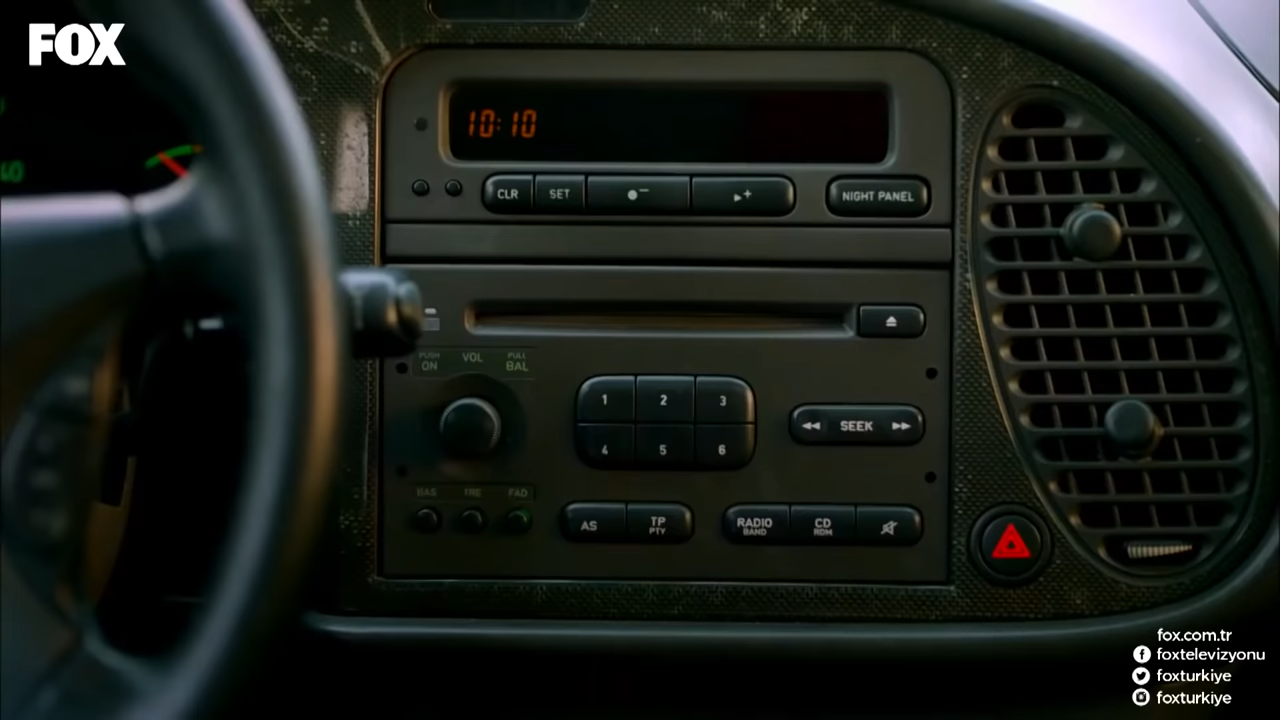 FOX
10:10
40
CLR SET NIGHT PANEL
PUSH ON VOL PULL BAL
1 2 3
SEEK
4 5 6
BAS TRE FAD
AS TP PTY RADIO BAND CD RDM
fox.com.tr
foxtelevizyonu
foxturkiye
foxturkiye